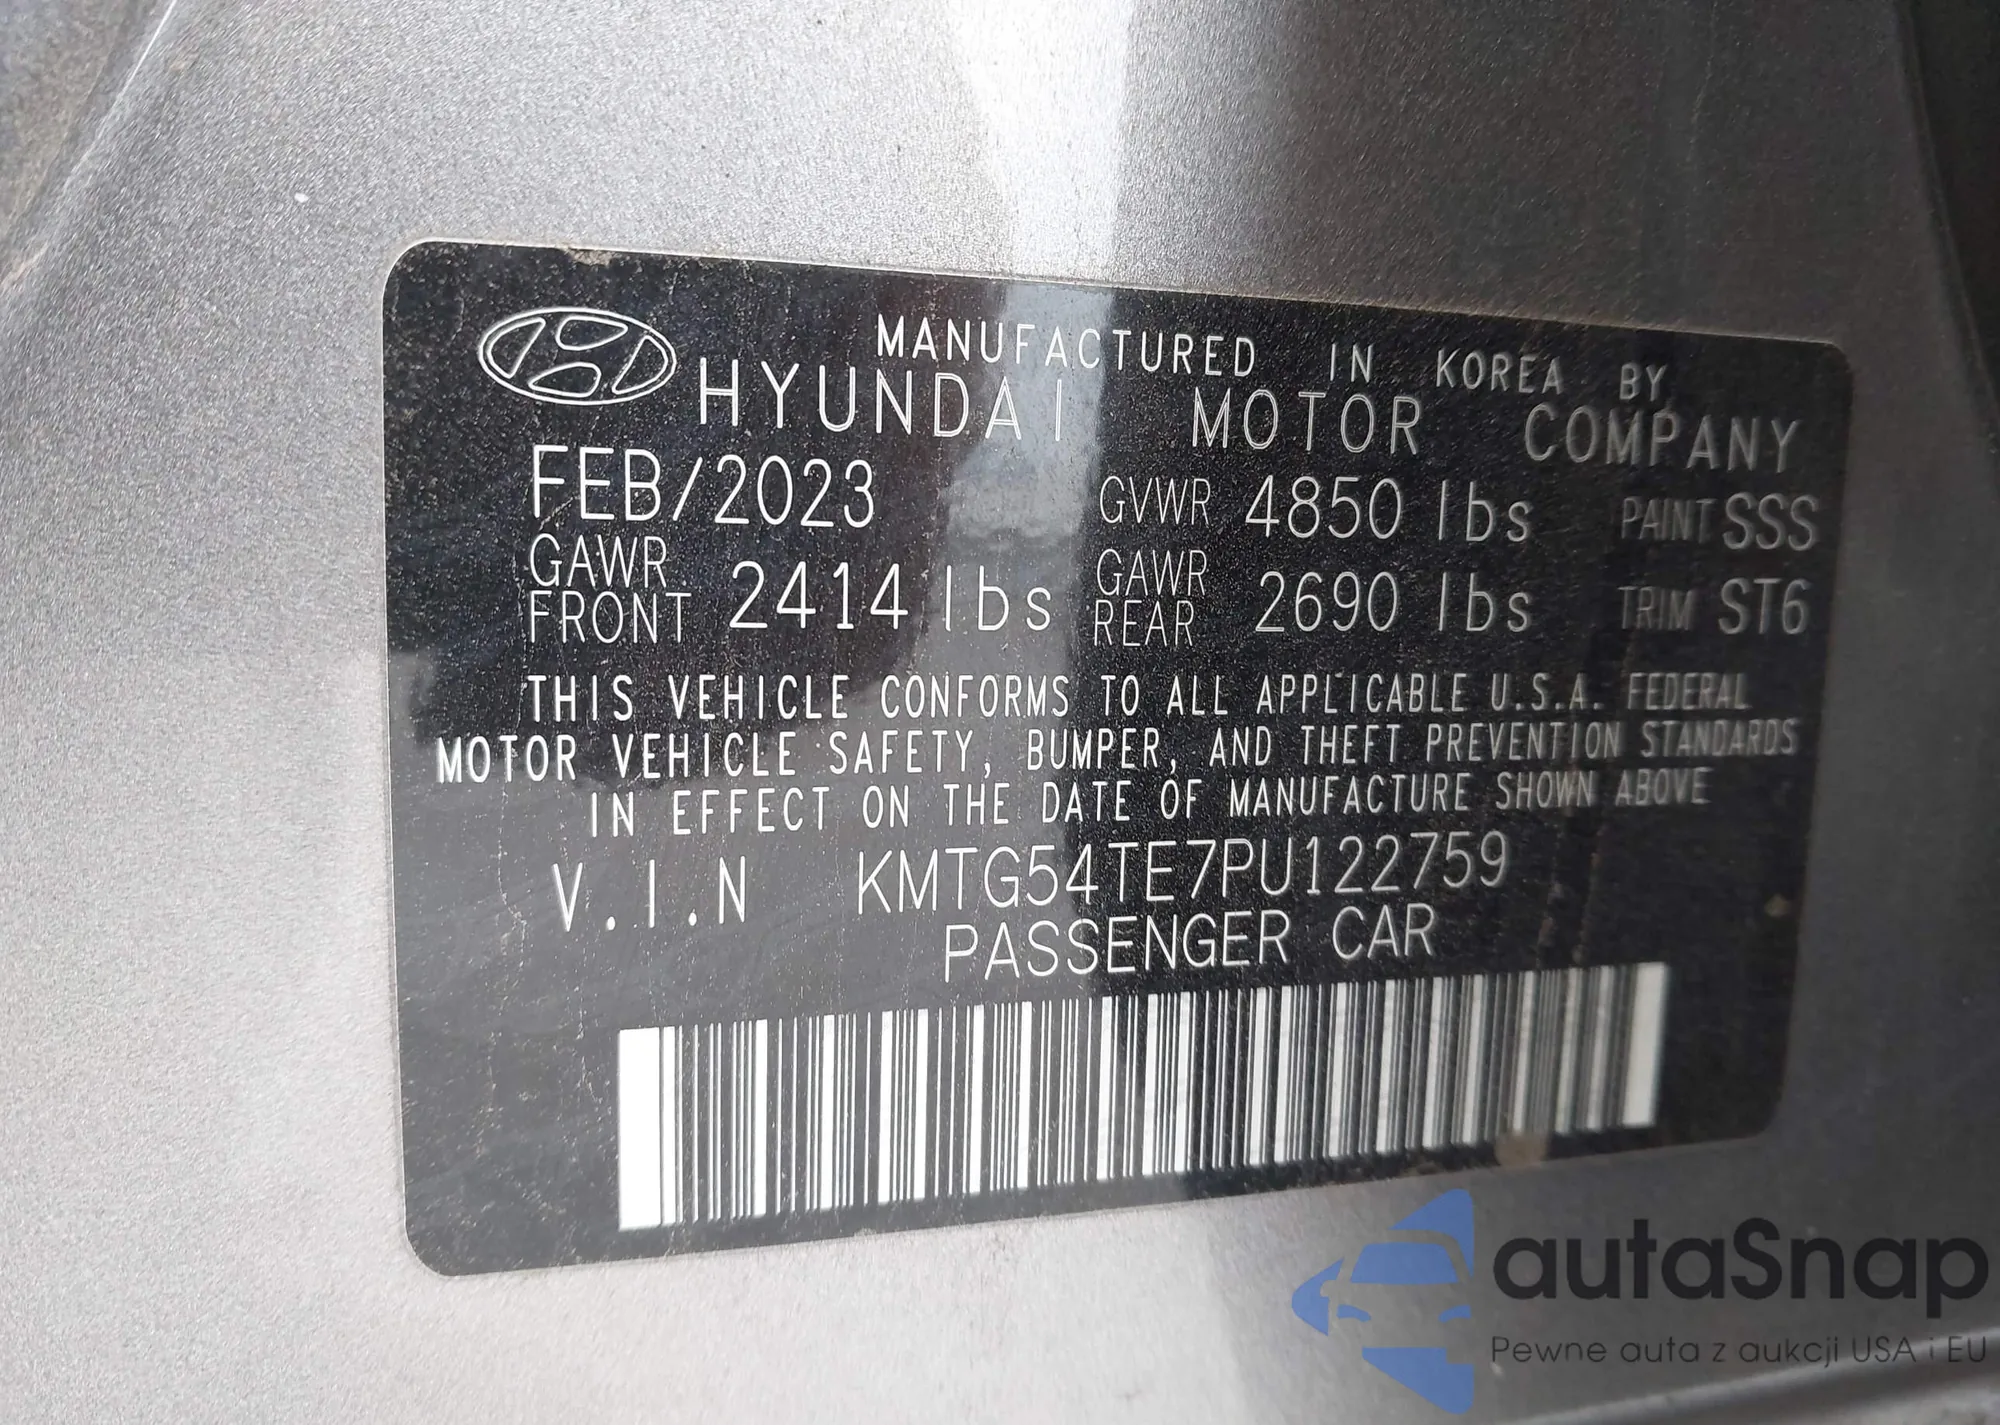 MANUFACTURED IN KOREA BY
HYUNDAI MOTOR COMPANY
FEB/2023 GVWR 4850 lbs PAINT SSS
GAWR FRONT 2414 lbs GAWR REAR 2690 lbs TRIM ST6
THIS VEHICLE CONFORMS TO ALL APPLICABLE U.S.A. FEDERAL
MOTOR VEHICLE SAFETY, BUMPER, AND THEFT PREVENTION STANDARDS
IN EFFECT ON THE DATE OF MANUFACTURE SHOWN ABOVE
V.I.N KMTG54TE7PU122759
PASSENGER CAR
autaSnap
Pewne auta z aukcji USA i EU